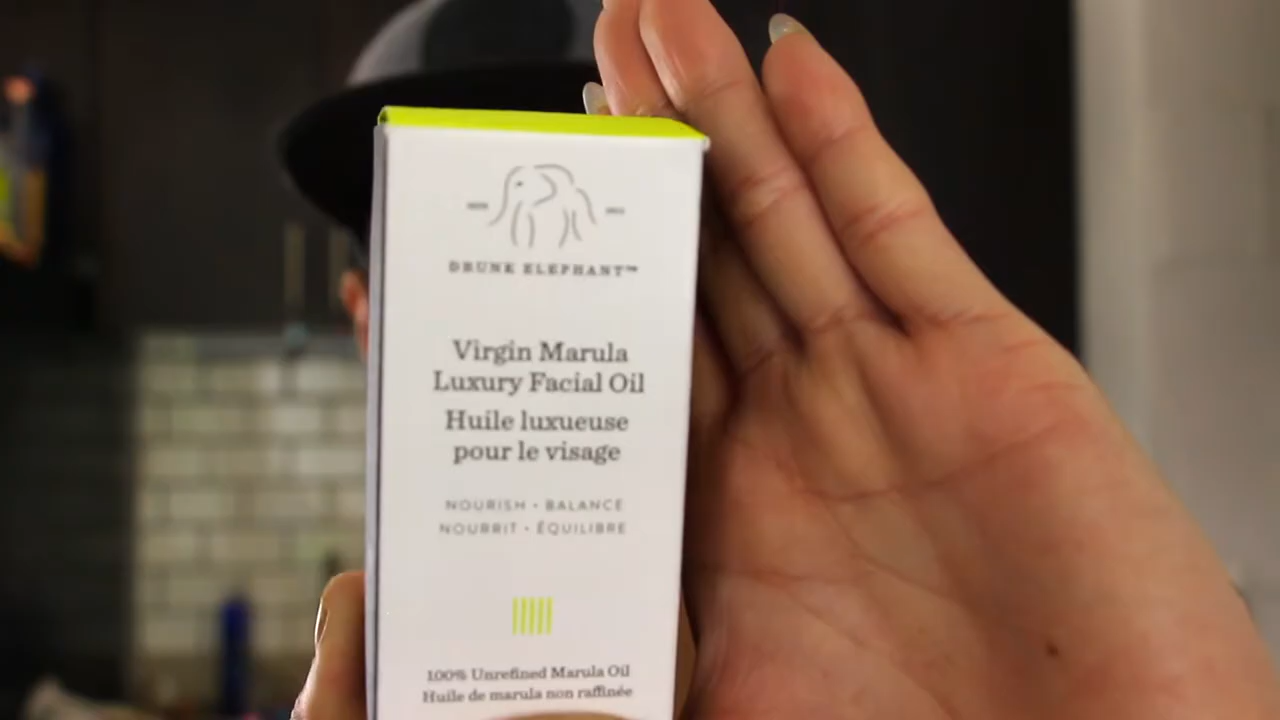 DRUNK ELEPHANT™
Virgin Marula
Luxury Facial Oil
Huile luxueuse
pour le visage
NOURISH • BALANCE
NOURRIT • ÉQUILIBRE
100% Unrefined Marula Oil
Huile de marula non raffinée